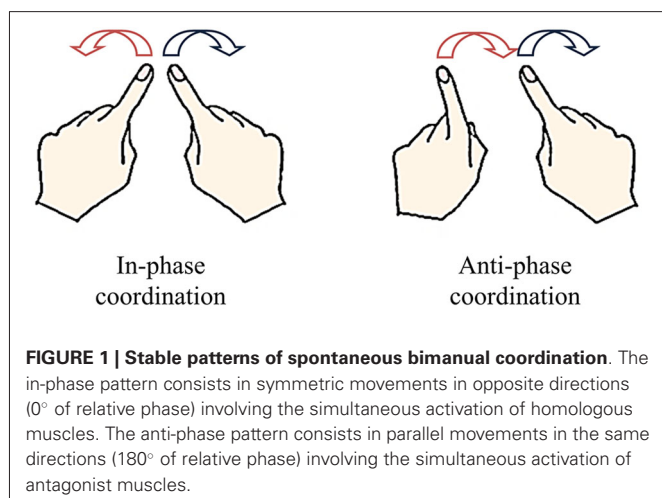 In-phase
coordination
Anti-phase
coordination
FIGURE 1 | Stable patterns of spontaneous bimanual coordination. The
in-phase pattern consists in symmetric movements in opposite directions
(0° of relative phase) involving the simultaneous activation of homologous
muscles. The anti-phase pattern consists in parallel movements in the same
directions (180° of relative phase) involving the simultaneous activation of
antagonist muscles.